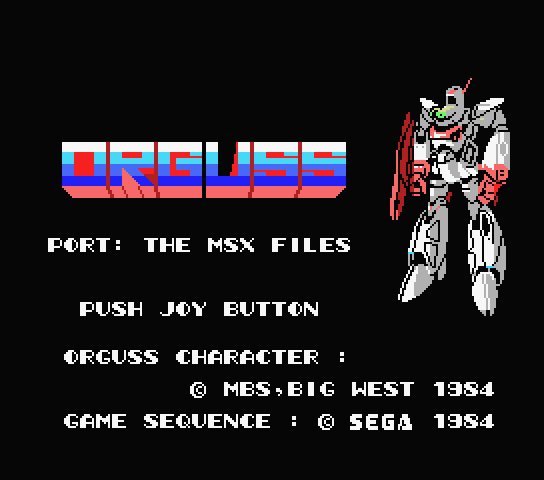 ORGUSS
PORT: THE MSX FILES
PUSH JOY BUTTON
ORGUSS CHARACTER :
© MBS,BIG WEST 1984
GAME SEQUENCE : © SEGA 1984